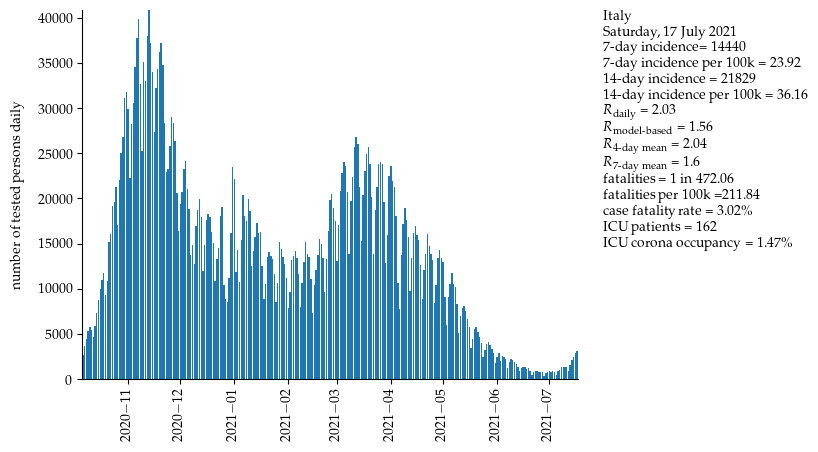 40000
35000
30000
25000
20000
15000
10000
5000
0
number of tested persons daily
2020−11
2020−12
2021−01
2021−02
2021−03
2021−04
2021−05
2021−06
2021−07
Italy
Saturday, 17 July 2021
7-day incidence= 14440
7-day incidence per 100k = 23.92
14-day incidence = 21829
14-day incidence per 100k = 36.16
R daily = 2.03
R model-based = 1.56
R 4-day mean = 2.04
R 7-day mean = 1.6
fatalities = 1 in 472.06
fatalities per 100k =211.84
case fatality rate = 3.02%
ICU patients = 162
ICU corona occupancy = 1.47%